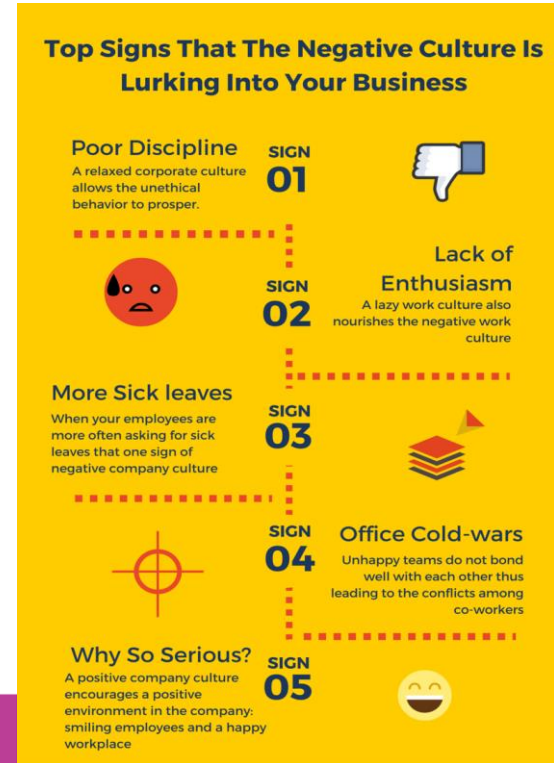 Top Signs That The Negative Culture Is
Lurking Into Your Business
Poor Discipline
A relaxed corporate culture
allows the unethical
behavior to prosper.
SIGN
01
Lack of
Enthusiasm
A lazy work culture also
nourishes the negative work
culture
SIGN
02
More Sick leaves
When your employees are
more often asking for sick
leaves that one sign of
negative company culture
SIGN
03
SIGN
04
Office Cold-wars
Unhappy teams do not bond
well with each other thus
leading to the conflicts among
co-workers
Why So Serious?
A positive company culture
encourages a positive
environment in the company:
smiling employees and a happy
workplace
SIGN
05